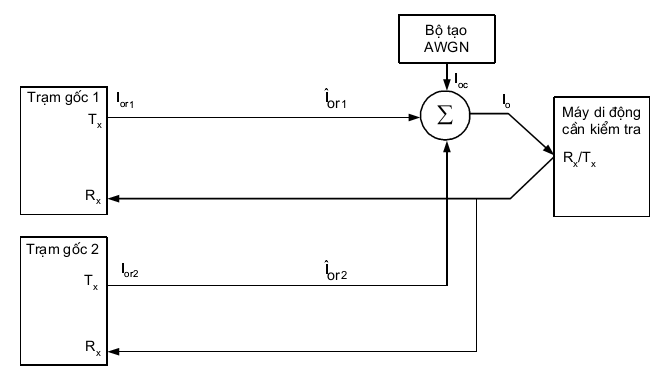 Bộ tạo
AWGN
Ioc
Trạm gốc 1
Ior1
Îor1
Io
Tx
Σ
Máy di động
cần kiểm tra
Rx/Tx
Rx
Trạm gốc 2
Ior2
Îor2
Tx
Rx